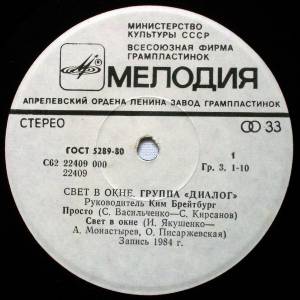 МИНИСТЕРСТВО
КУЛЬТУРЫ СССР
ВСЕСОЮЗНАЯ ФИРМА
ГРАМПЛАСТИНОК
МЕЛОДИЯ
АПРЕЛЕВСКИЙ ОРДЕНА ЛЕНИНА ЗАВОД ГРАМПЛАСТИНОК
СТЕРЕО
33
ГОСТ 5289-80
1
С62 22409 000
Гр. 3. 1-10
22409
СВЕТ В ОКНЕ. ГРУППА «ДИАЛОГ»
Руководитель Ким Брейтбург
Просто (С. Васильченко—С. Кирсанов)
Свет в окне (И. Якушенко—
А. Монастырев, О. Писаржевская)
Запись 1984 г.